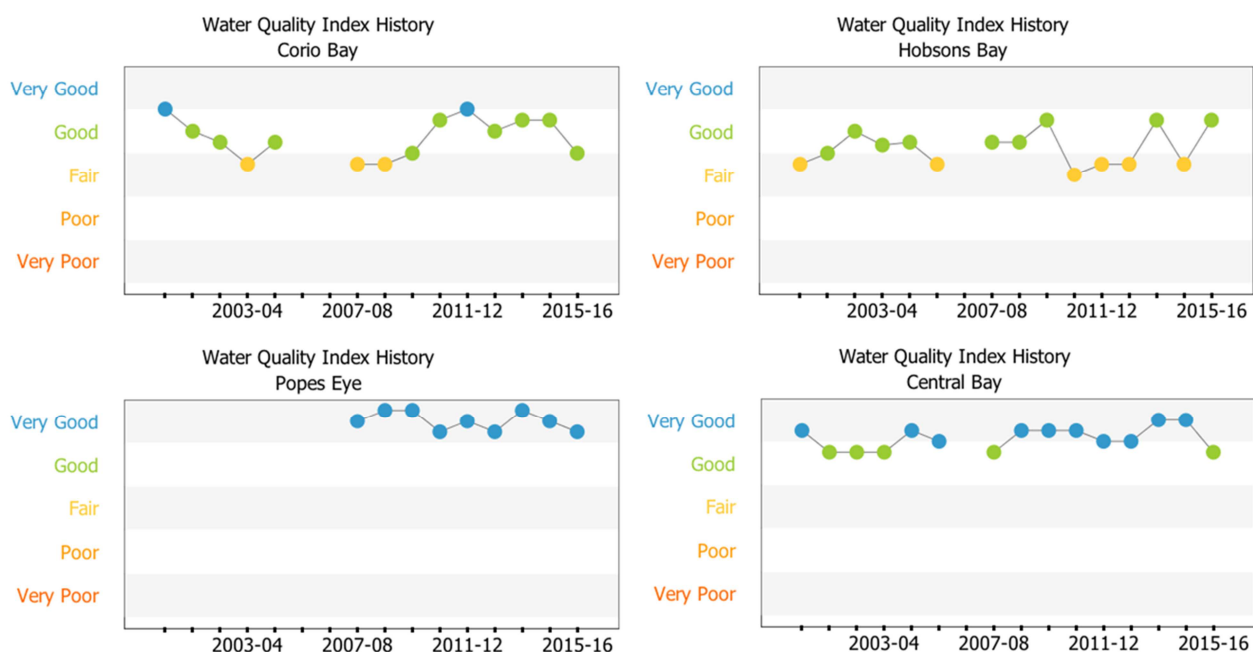 Water Quality Index History
Corio Bay
Very Good
Good
Fair
Poor
Very Poor
2003-04 2007-08 2011-12 2015-16
Water Quality Index History
Hobsons Bay
Very Good
Good
Fair
Poor
Very Poor
2003-04 2007-08 2011-12 2015-16
Water Quality Index History
Popes Eye
Very Good
Good
Fair
Poor
Very Poor
2003-04 2007-08 2011-12 2015-16
Water Quality Index History
Central Bay
Very Good
Good
Fair
Poor
Very Poor
2003-04 2007-08 2011-12 2015-16